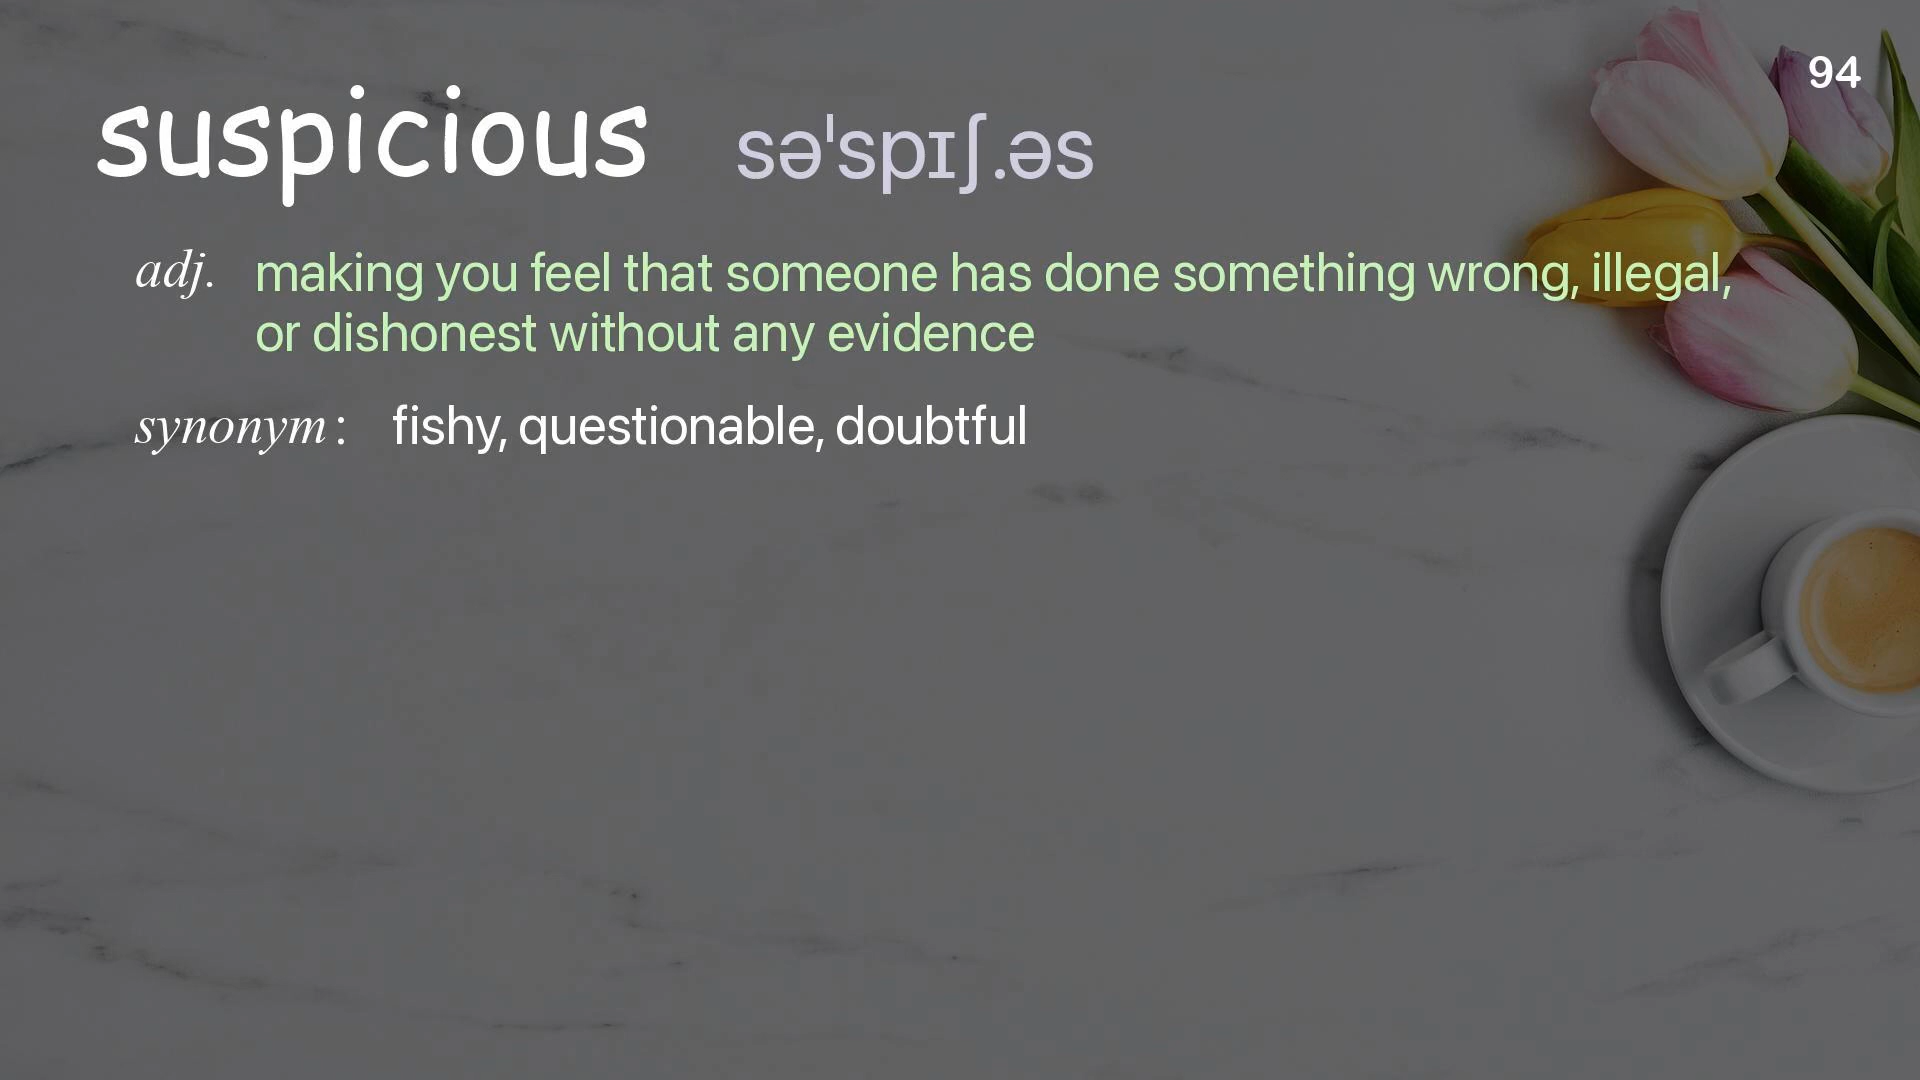 94
suspicious səˈspɪʃ.əs
adj. making you feel that someone has done something wrong, illegal,
or dishonest without any evidence
synonym : fishy, questionable, doubtful